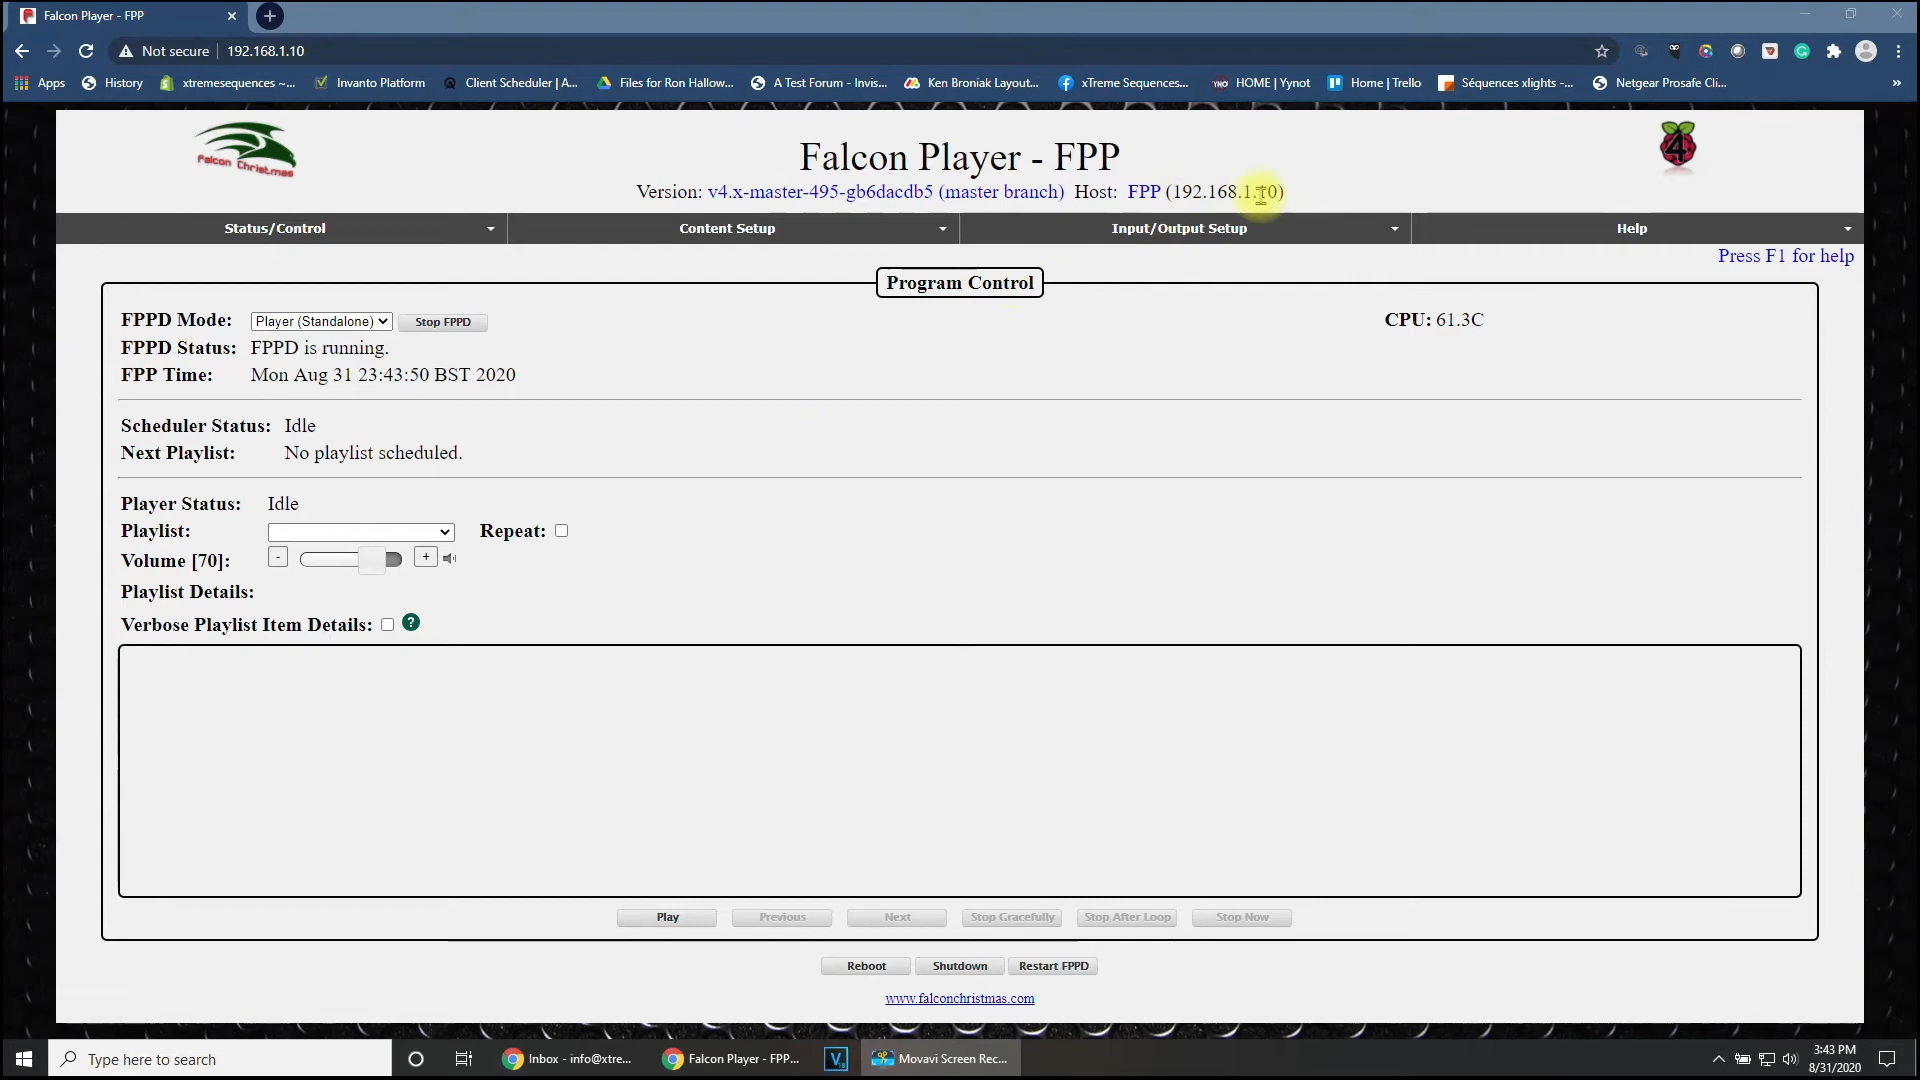 Falcon Player - FPP
Not secure | 192.168.1.10
Apps History xtremesequences ~... Invanto Platform Client Scheduler | A... Files for Ron Hallow... A Test Forum - Invis... Ken Broniak Layout... xTreme Sequences... HOME | Yynot Home | Trello Séquences xlights -... Netgear Prosafe Cli... »
Falcon Christmas
Falcon Player - FPP
4
Version: v4.x-master-495-gb6dacdb5 (master branch) Host: FPP (192.168.1.10)
Status/Control Content Setup Input/Output Setup Help
Press F1 for help
Program Control
FPPD Mode: Player (Standalone) Stop FPPD CPU: 61.3C
FPPD Status: FPPD is running.
FPP Time: Mon Aug 31 23:43:50 BST 2020
Scheduler Status: Idle
Next Playlist: No playlist scheduled.
Player Status: Idle
Playlist: Repeat:
Volume [70]: - +
Playlist Details:
Verbose Playlist Item Details: ?
Play Previous Next Stop Gracefully Stop After Loop Stop Now
Reboot Shutdown Restart FPPD
www.falconchristmas.com
Type here to search Inbox - info@xtre... Falcon Player - FPP... Movavi Screen Rec... 3:43 PM
8/31/2020